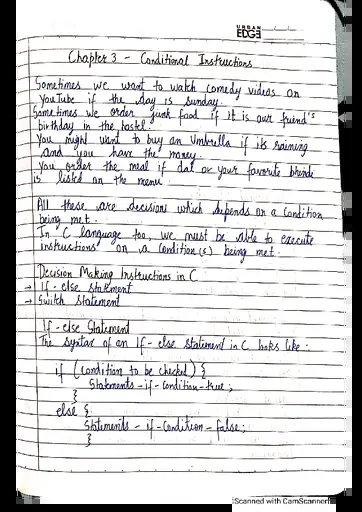 URBAN
EDGE
Chapter 3 - Conditional Instructions
Sometimes we want to watch comedy videos on
YouTube if the day is sunday.
Sometimes we order junk food if it is our friend's
birthday in the hostel.
You might want to buy an Umbrella if its raining
and you have the money.
you order the meal if dal or your favorite bhindi
is listed on the menu.
All these are decisions which depends on a condition
being met.
In C language too, we must be able to execute
instructions on a condition(s) being met.
Decision Making Instructions in C
→ If-else statement
→ Switch Statement
If-else Statement
The syntax of an If-else statement in C looks like:
if (condition to be checked) {
Statements-if-condition-true;
}
else {
Statements-if-condition-false;
}
Scanned with CamScanner